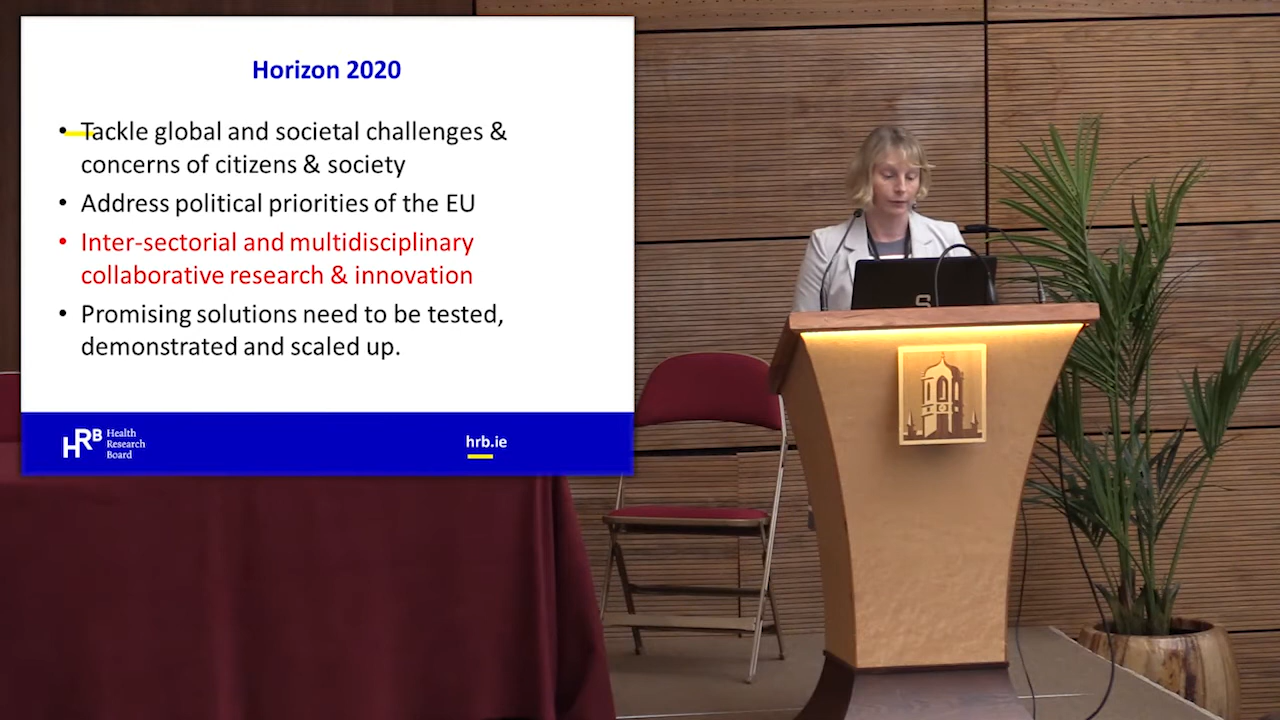 Horizon 2020
• Tackle global and societal challenges &
concerns of citizens & society
• Address political priorities of the EU
• Inter-sectorial and multidisciplinary
collaborative research & innovation
• Promising solutions need to be tested,
demonstrated and scaled up.
HRB Health
Research
Board
hrb.ie
S